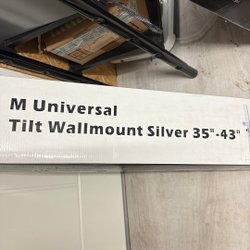 M Universal
Tilt Wallmount Silver 35"-43"